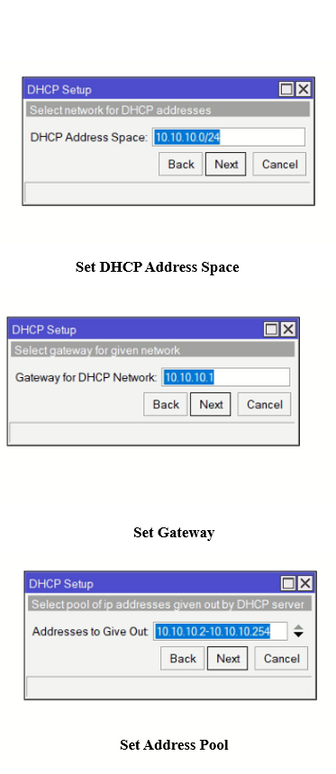 DHCP Setup
Select network for DHCP addresses
DHCP Address Space: 10.10.10.0/24
Back Next Cancel
Set DHCP Address Space
DHCP Setup
Select gateway for given network
Gateway for DHCP Network: 10.10.10.1
Back Next Cancel
Set Gateway
DHCP Setup
Select pool of ip addresses given out by DHCP server
Addresses to Give Out: 10.10.10.2-10.10.10.254
Back Next Cancel
Set Address Pool